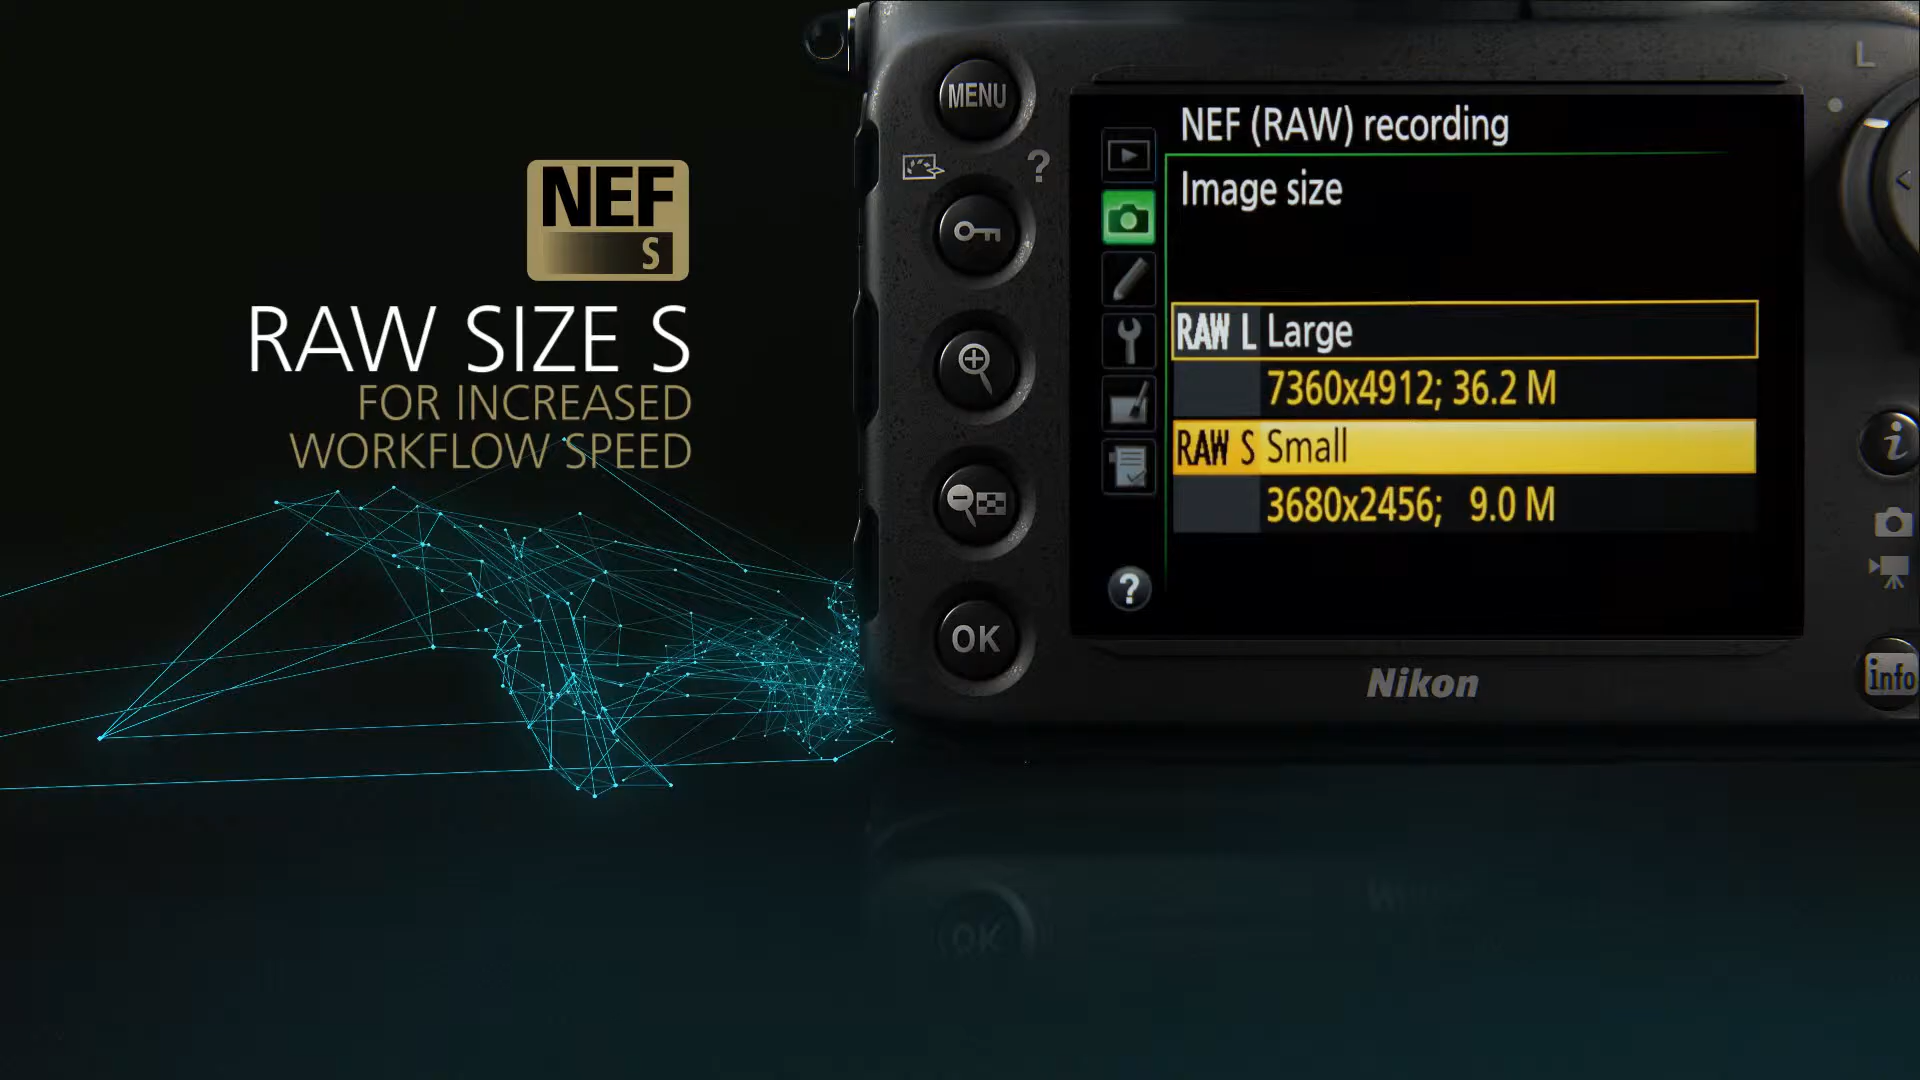 NEF
S
RAW SIZE S
FOR INCREASED
WORKFLOW SPEED
MENU
?
OK
NEF (RAW) recording
Image size
RAW L Large
7360x4912; 36.2 M
RAW S Small
3680x2456; 9.0 M
?
Nikon
L
i
info
OK